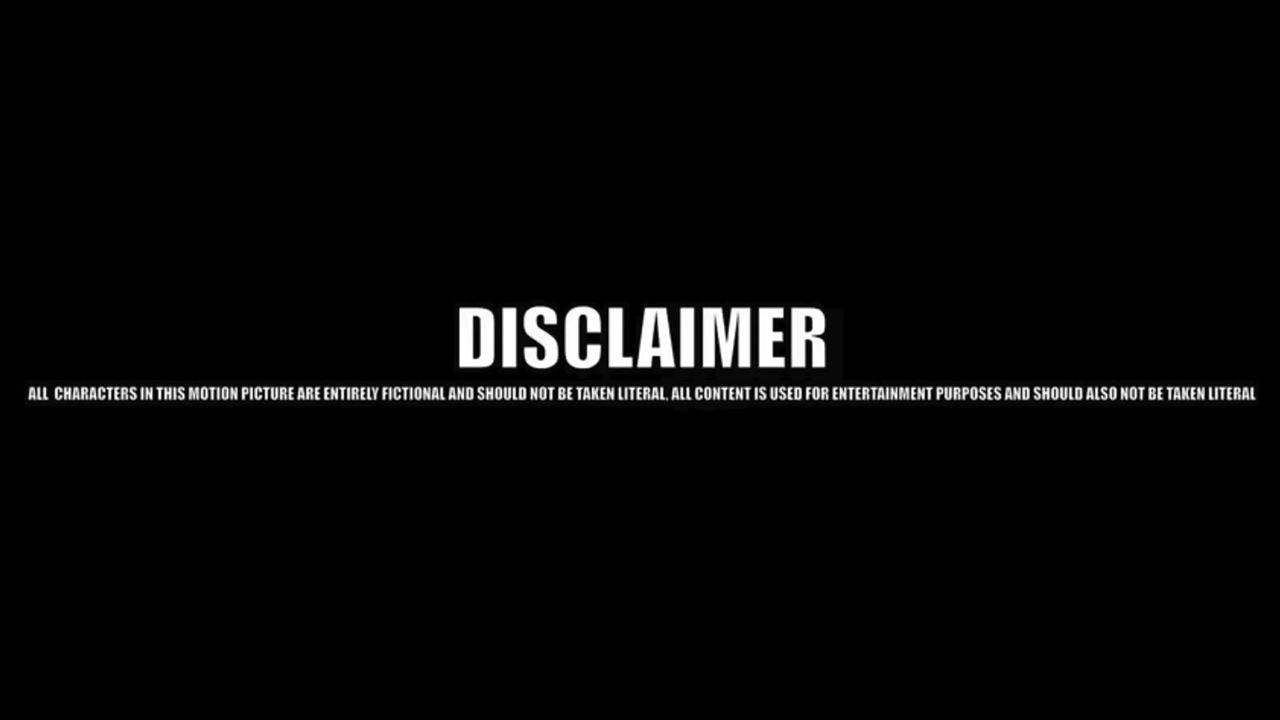 DISCLAIMER
ALL CHARACTERS IN THIS MOTION PICTURE ARE ENTIRELY FICTIONAL AND SHOULD NOT BE TAKEN LITERAL, ALL CONTENT IS USED FOR ENTERTAINMENT PURPOSES AND SHOULD ALSO NOT BE TAKEN LITERAL